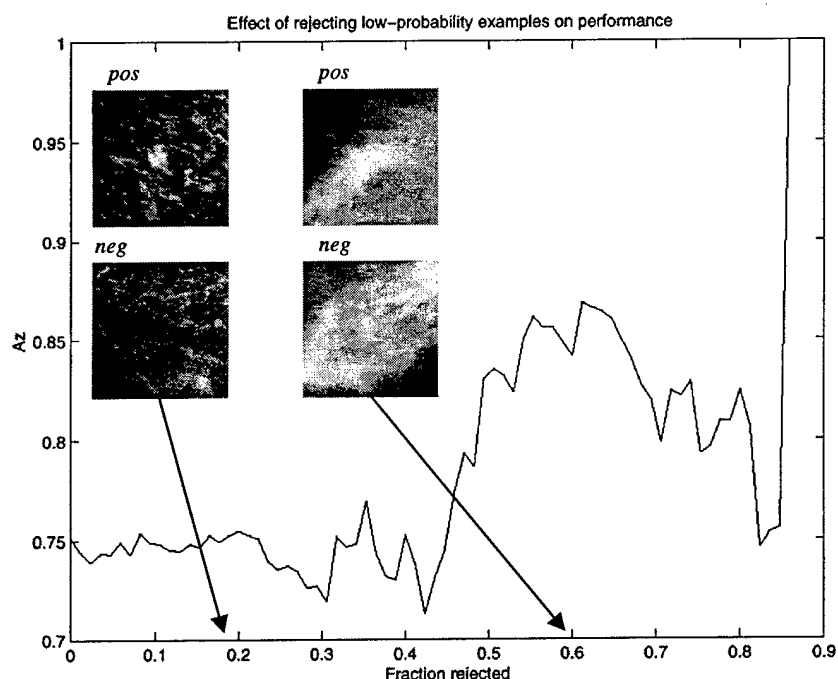 Effect of rejecting low-probability examples on performance
1
0.95
0.9
0.85
0.8
0.75
0.7
Az
pos
pos
neg
neg
0
0.1
0.2
0.3
0.4
0.5
0.6
0.7
0.8
0.9
Fraction rejected